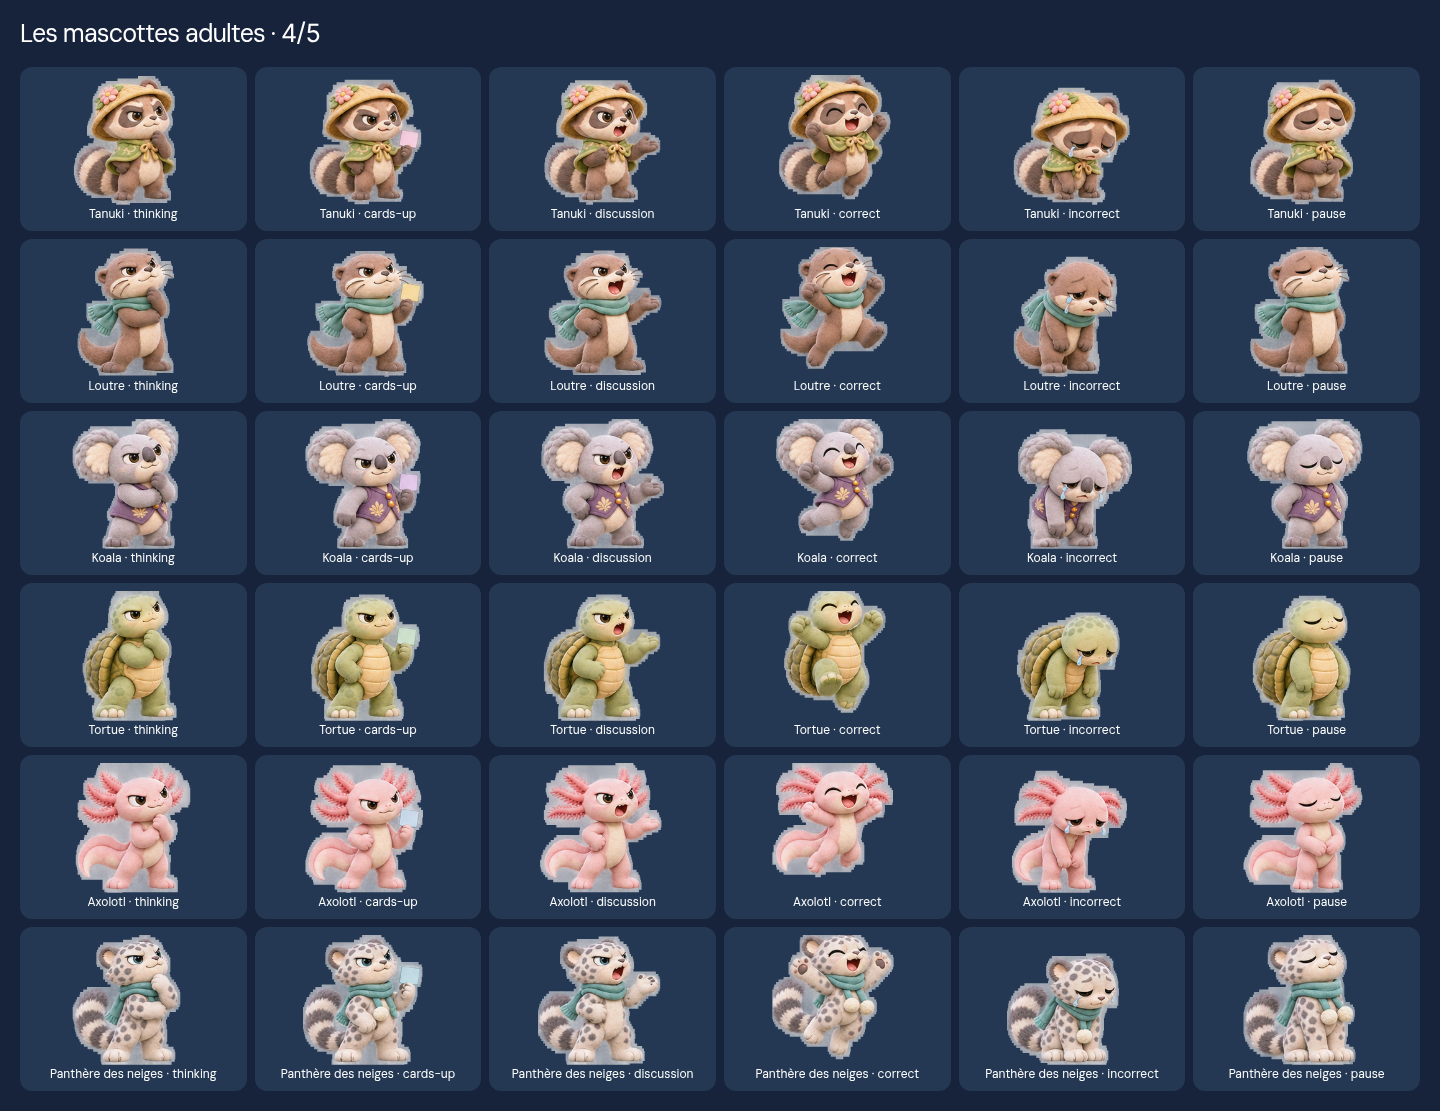 Les mascottes adultes · 4/5
Tanuki · thinking
Tanuki · cards-up
Tanuki · discussion
Tanuki · correct
Tanuki · incorrect
Tanuki · pause
Loutre · thinking
Loutre · cards-up
Loutre · discussion
Loutre · correct
Loutre · incorrect
Loutre · pause
Koala · thinking
Koala · cards-up
Koala · discussion
Koala · correct
Koala · incorrect
Koala · pause
Tortue · thinking
Tortue · cards-up
Tortue · discussion
Tortue · correct
Tortue · incorrect
Tortue · pause
Axolotl · thinking
Axolotl · cards-up
Axolotl · discussion
Axolotl · correct
Axolotl · incorrect
Axolotl · pause
Panthère des neiges · thinking
Panthère des neiges · cards-up
Panthère des neiges · discussion
Panthère des neiges · correct
Panthère des neiges · incorrect
Panthère des neiges · pause